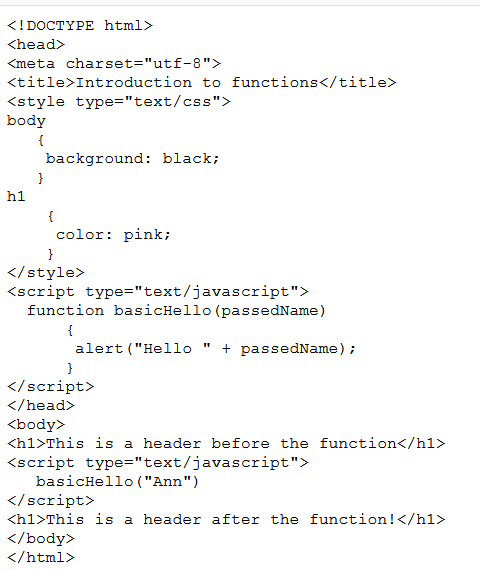 <!DOCTYPE html>
<head>
<meta charset="utf-8">
<title>Introduction to functions</title>
<style type="text/css">
body
   {
    background: black;
   }
h1
    {
     color: pink;
    }
</style>
<script type="text/javascript">
  function basicHello(passedName)
      {
       alert("Hello " + passedName);
      }
</script>
</head>
<body>
<h1>This is a header before the function</h1>
<script type="text/javascript">
   basicHello("Ann")
</script>
<h1>This is a header after the function!</h1>
</body>
</html>